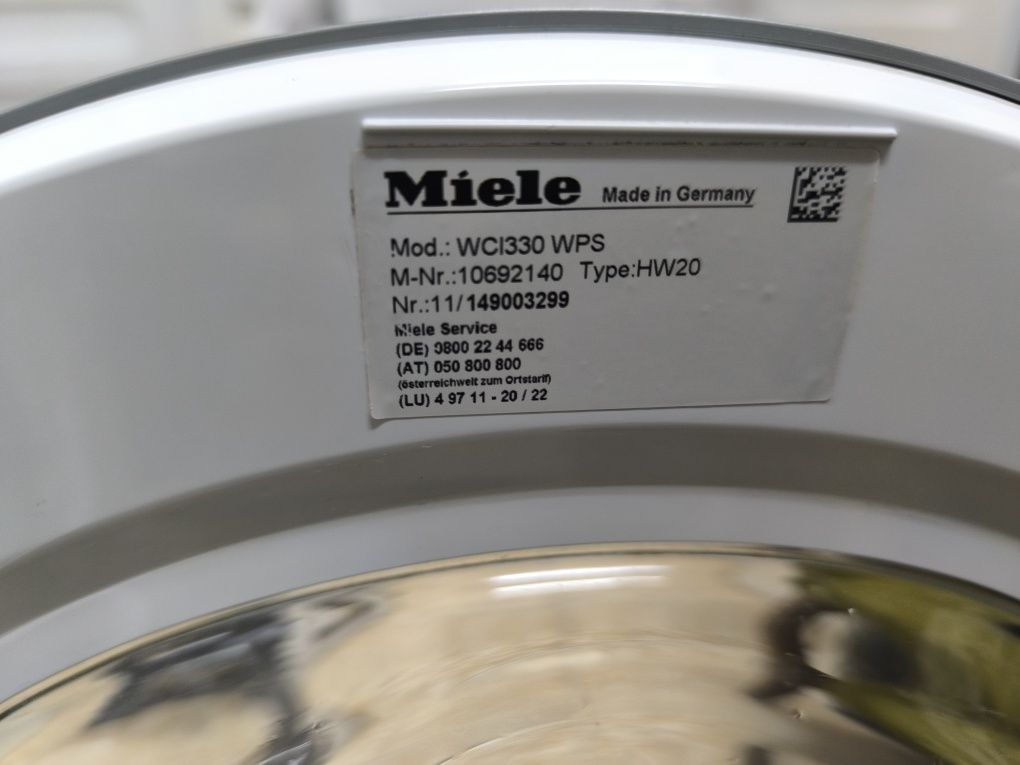 Miele Made in Germany
Mod.: WCI330 WPS
M-Nr.:10692140 Type:HW20
Nr.:11/149003299
Miele Service
(DE) 0800 22 44 666
(AT) 050 800 800
(österreichweit zum Ortstarif)
(LU) 4 97 11 - 20 / 22